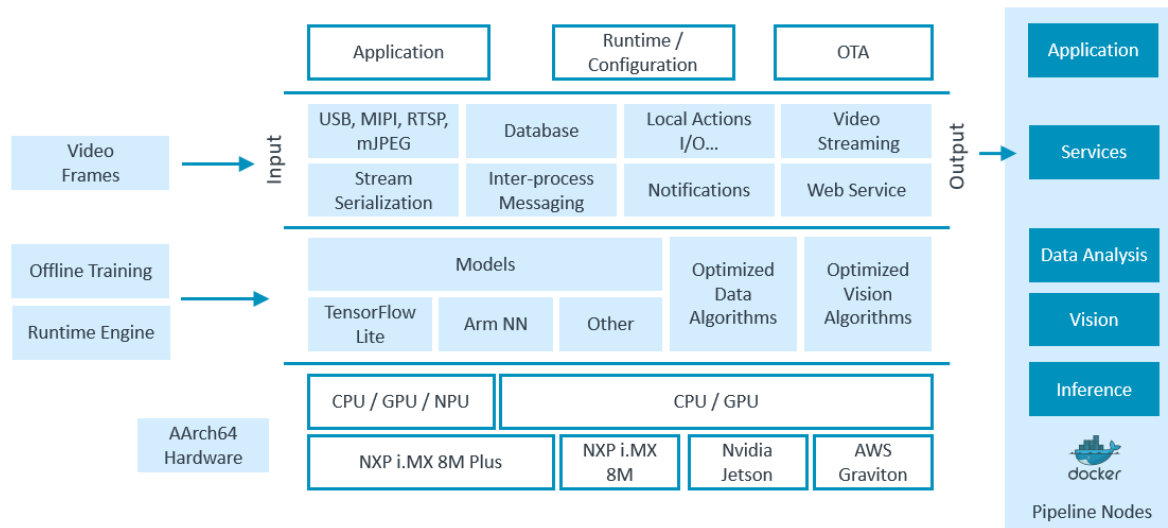 Application
Runtime /
Configuration
OTA
Application
Input
USB, MIPI, RTSP,
mJPEG
Database
Local Actions
I/O...
Video
Streaming
Output
Services
Video
Frames
Stream
Serialization
Inter-process
Messaging
Notifications
Web Service
Offline Training
Runtime Engine
Models
TensorFlow
Lite
Arm NN
Other
Optimized
Data
Algorithms
Optimized
Vision
Algorithms
Data Analysis
Vision
Inference
CPU / GPU / NPU
CPU / GPU
AArch64
Hardware
NXP i.MX 8M Plus
NXP i.MX
8M
Nvidia
Jetson
AWS
Graviton
docker
Pipeline Nodes